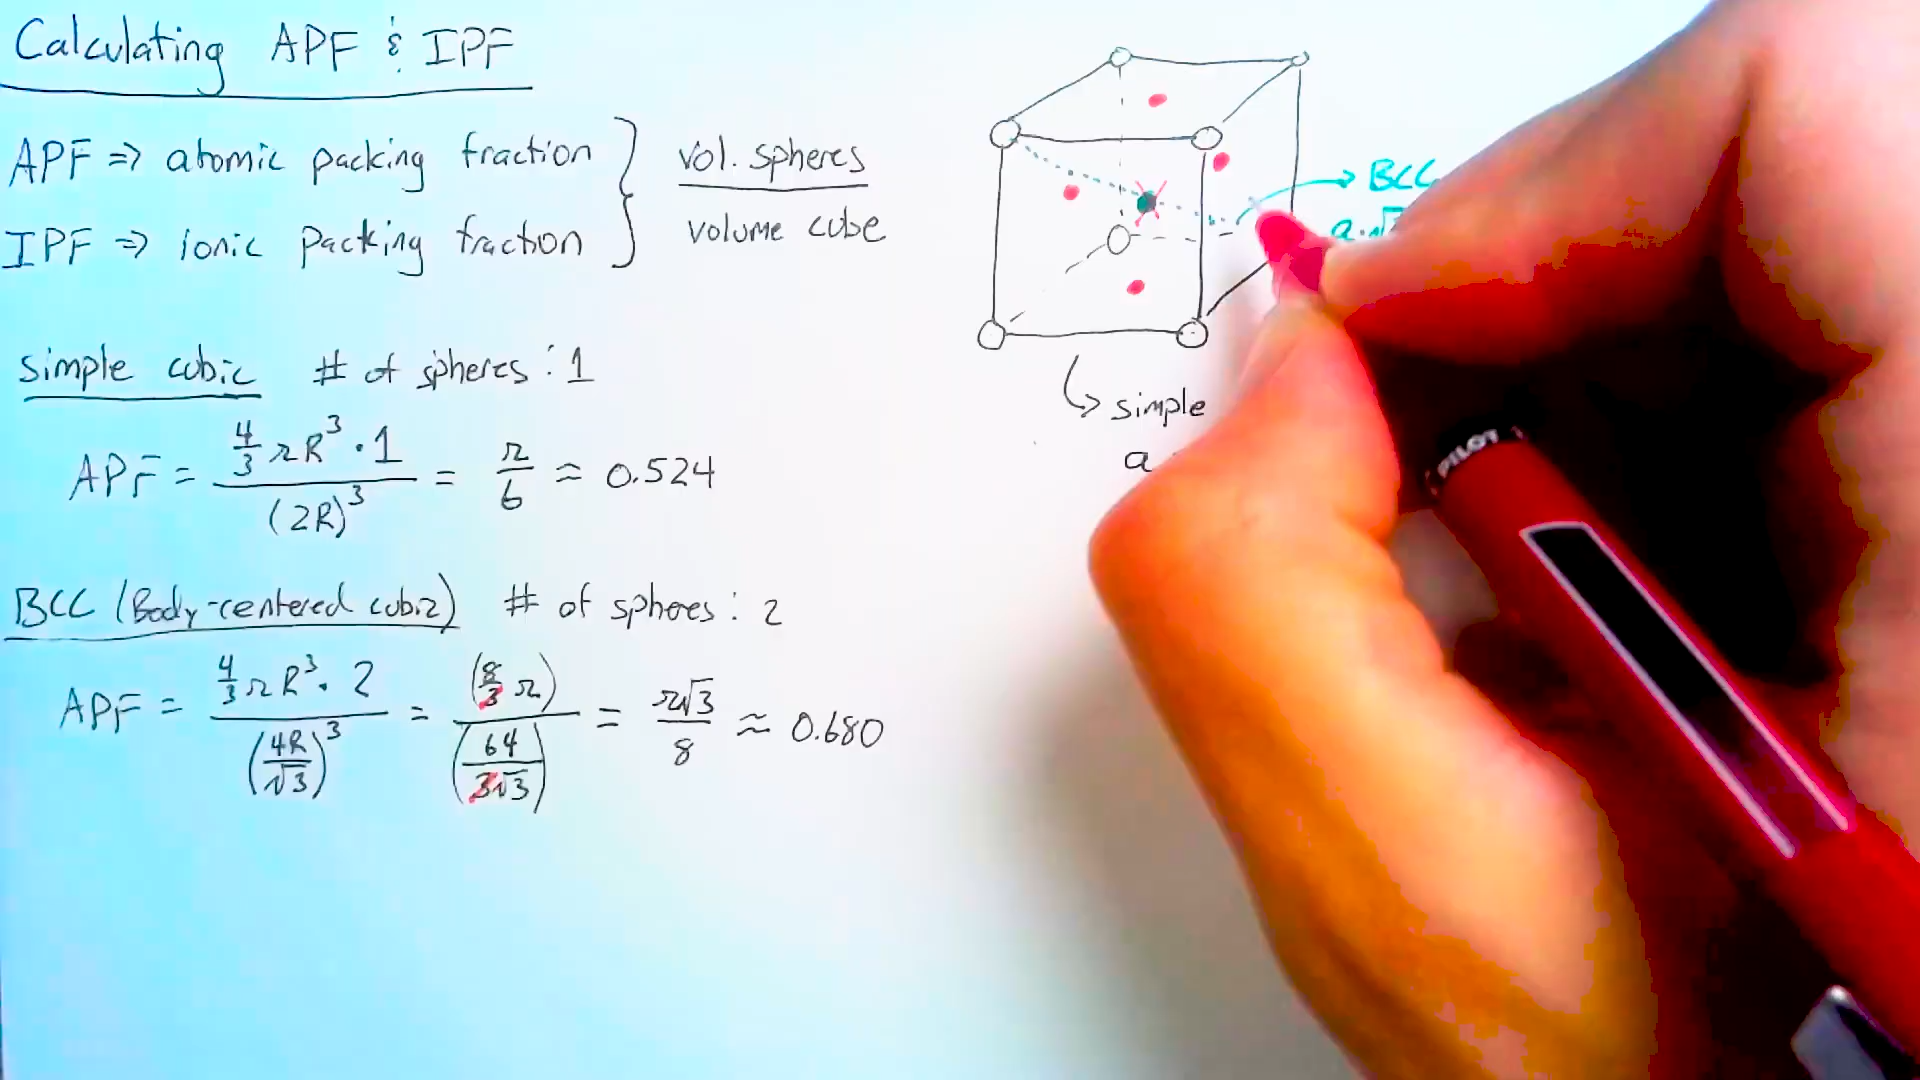 Calculating APF & IPF
APF ⇒ atomic packing fraction } vol. spheres / volume cube
IPF ⇒ ionic packing fraction
simple cubic # of spheres : 1
APF = (4/3 πR³ · 1) / (2R)³ = π/6 ≈ 0.524
BCC (Body-centered cubic) # of spheres : 2
APF = (4/3 πR³ · 2) / (4R/√3)³ = (8/3 π) / (64/3√3) = π√3/8 ≈ 0.680
→ BCC
a·√
↳ simple
a
PILOT